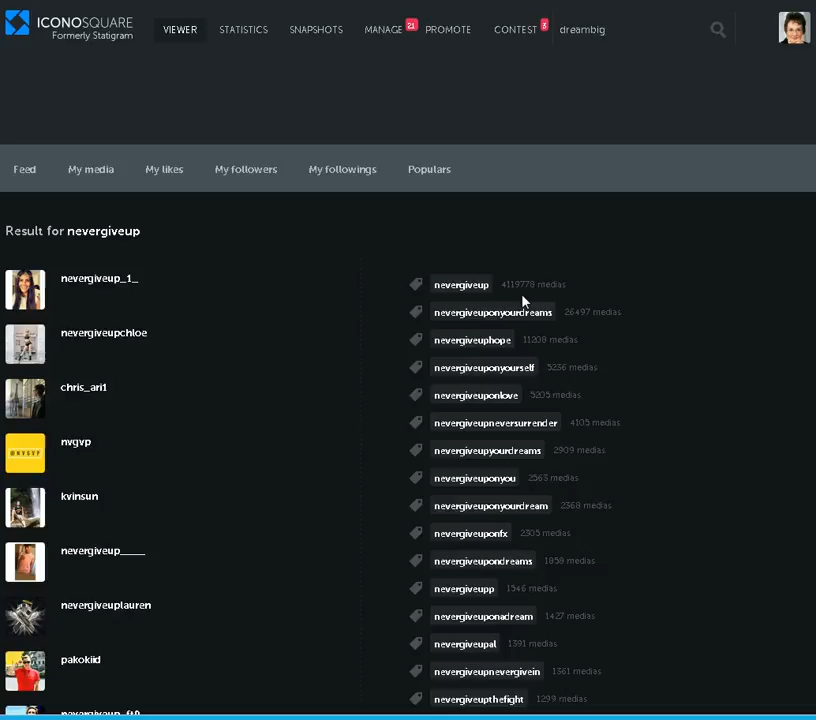 ICONOSQUARE
Formerly Statigram
VIEWER
STATISTICS
SNAPSHOTS
MANAGE 21
PROMOTE
CONTEST 3
dreambig
Feed
My media
My likes
My followers
My followings
Populars
Result for nevergiveup
nevergiveup_1_
nevergiveupchloe
chris_ari1
nvgvp
@NVGVP
kvinsun
nevergiveup_____
nevergiveuplauren
pakokiid
nevergiveup 4119778 medias
nevergiveuponyourdreams 26497 medias
nevergiveuphope 11208 medias
nevergiveuponyourself 5236 medias
nevergiveuponlove 5205 medias
nevergiveupneversurrender 4105 medias
nevergiveupyourdreams 2909 medias
nevergiveuponyou 2563 medias
nevergiveuponyourdream 2368 medias
nevergiveuponfx 2305 medias
nevergiveupondreams 1858 medias
nevergiveupp 1546 medias
nevergiveuponadream 1427 medias
nevergiveupal 1391 medias
nevergiveupnevergivein 1361 medias
nevergiveupthefight 1299 medias